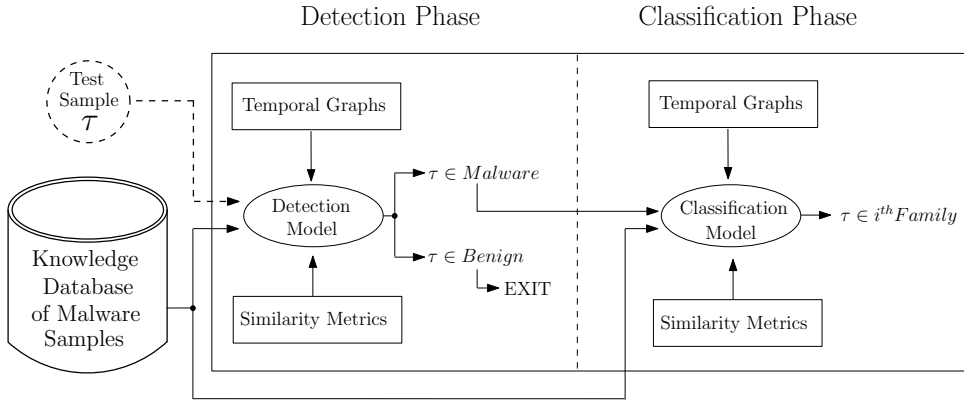 Detection Phase
Classification Phase
Test
Sample
τ
Temporal Graphs
Temporal Graphs
τ ∈ Malware
Detection
Model
Classification
Model
τ ∈ i^{th}Family
τ ∈ Benign
EXIT
Knowledge
Database
of Malware
Samples
Similarity Metrics
Similarity Metrics